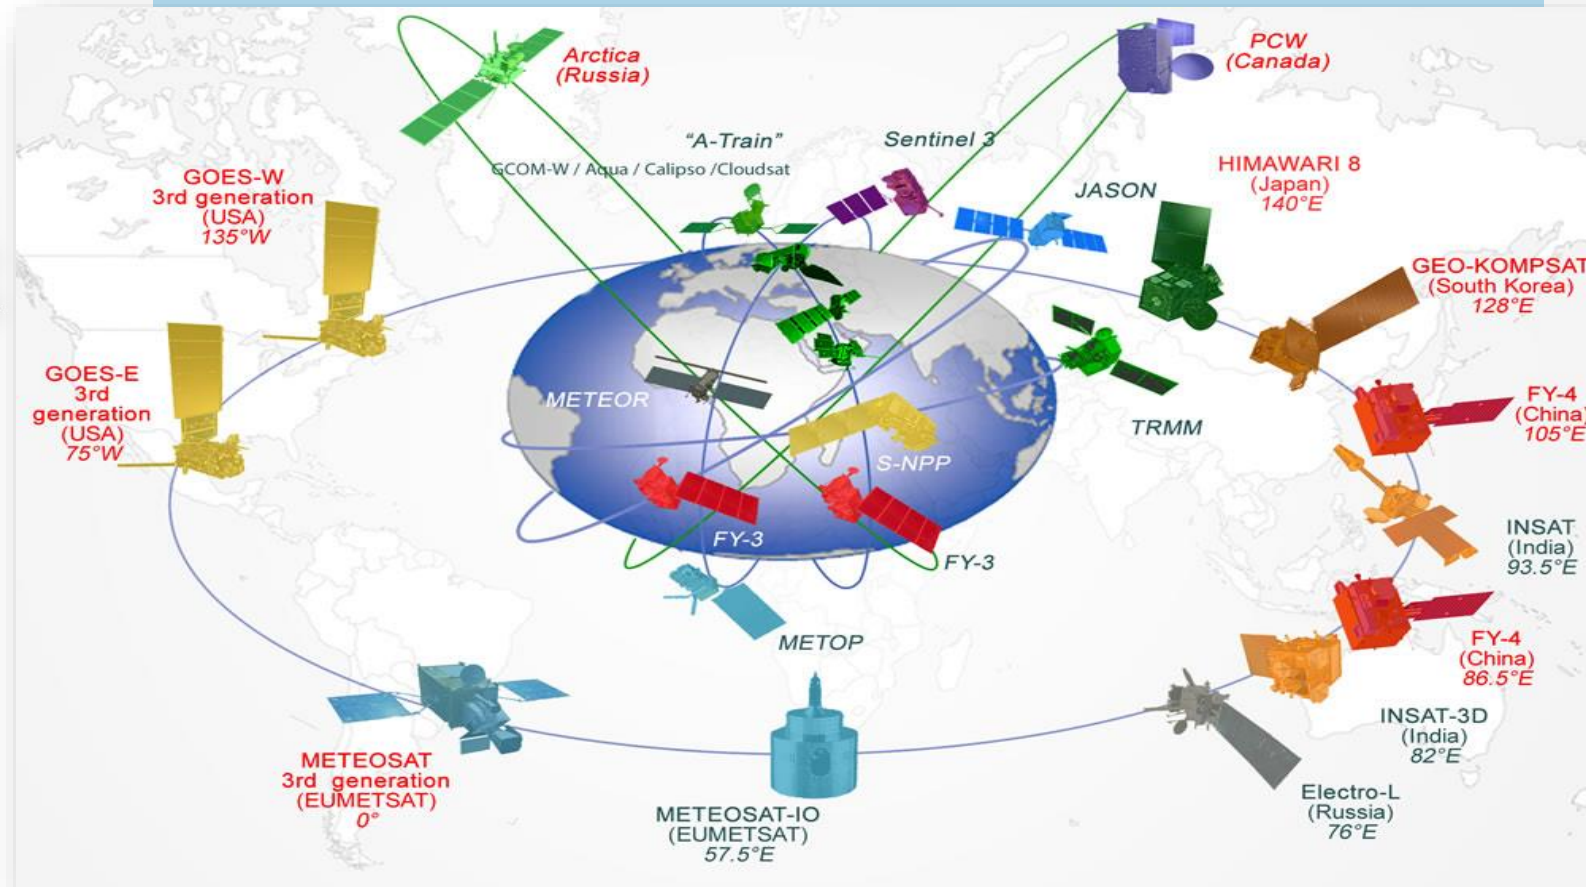 Arctica
(Russia)
PCW
(Canada)
"A-Train"
GCOM-W / Aqua / Calipso /Cloudsat
Sentinel 3
JASON
HIMAWARI 8
(Japan)
140°E
GOES-W
3rd generation
(USA)
135°W
GEO-KOMPSAT
(South Korea)
128°E
GOES-E
3rd
generation
(USA)
75°W
METEOR
TRMM
FY-4
(China)
105°E
S-NPP
INSAT
(India)
93.5°E
FY-3
FY-3
METOP
FY-4
(China)
86.5°E
INSAT-3D
(India)
82°E
METEOSAT
3rd generation
(EUMETSAT)
0°
Electro-L
(Russia)
76°E
METEOSAT-IO
(EUMETSAT)
57.5°E